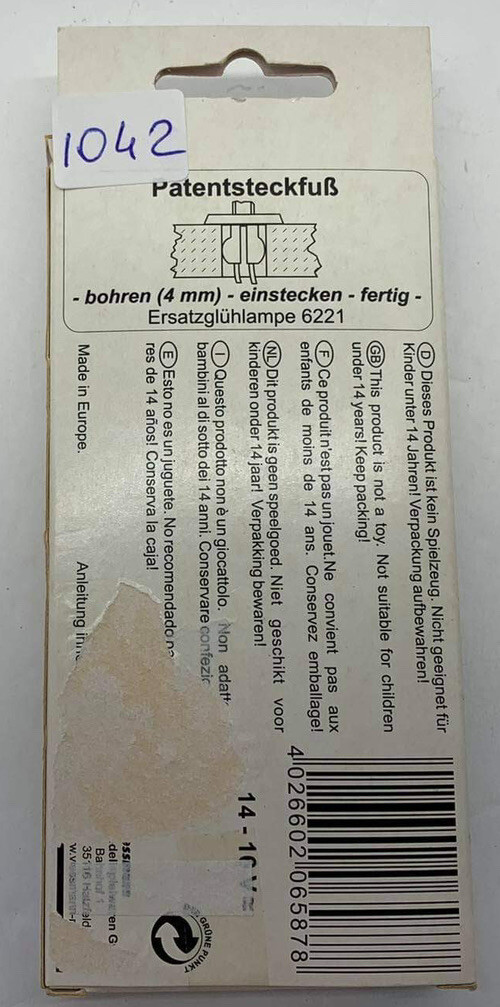 1042
Patentsteckfuß
- bohren (4 mm) - einstecken - fertig -
Ersatzglühlampe 6221
D Dieses Produkt ist kein Spielzeug. Nicht geeignet für
Kinder unter 14 Jahren! Verpackung aufbewahren!
GB This product is not a toy. Not suitable for children
under 14 years! Keep packing!
F Ce produit n'est pas un jouet. Ne convient pas aux
enfants de moins de 14 ans. Conservez emballage!
NL Dit produkt is geen speelgoed. Niet geschikt voor
kinderen onder 14 jaar! Verpakking bewaren!
I Questo prodotto non è un giocattolo. Non adatt
bambini al di sotto dei 14 anni. Conservare confezi
E Esto no es un juguete. No recomendado
res de 14 años! Conserva la caja!
Made in Europe. Anleitung
4 026602 065878
14 - 16 V
GRÜNE PUNKT
35116 Hatzfeld